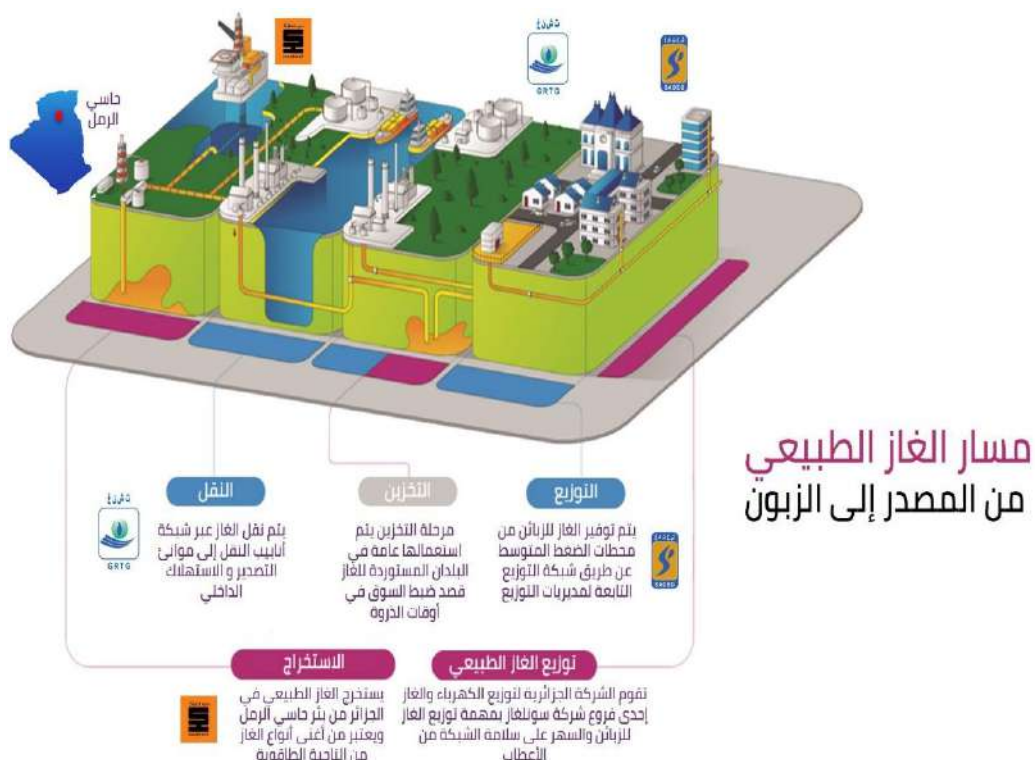 حاسي
الرمل
GRTG
مسار الغاز الطبيعي
من المصدر إلى الزبون
التوزيع
يتم توفير الغاز للزبائن من
محطات الضغط المتوسط
عن طريق شبكة التوزيع
التابعة لمديريات التوزيع
التخزين
مرحلة التخزين يتم
استعمالها عامة في
البلدان المستوردة للغاز
قصد ضبط السوق في
أوقات الذروة
النقل
يتم نقل الغاز عبر شبكة
أنابيب النقل إلى موانئ
التصدير و الاستهلاك
الداخلي
GRTG
توزيع الغاز الطبيعي
تقوم الشركة الجزائرية لتوزيع الكهرباء والغاز
إحدى فروع شركة سونلغاز بمهمة توزيع الغاز
للزبائن والسهر على سلامة الشبكة من
الأعطاب
الاستخراج
يستخرج الغاز الطبيعي في
الجزائر من بئر حاسي الرمل
ويعتبر من أغنى أنواع الغاز
من الناحية الطاقوية